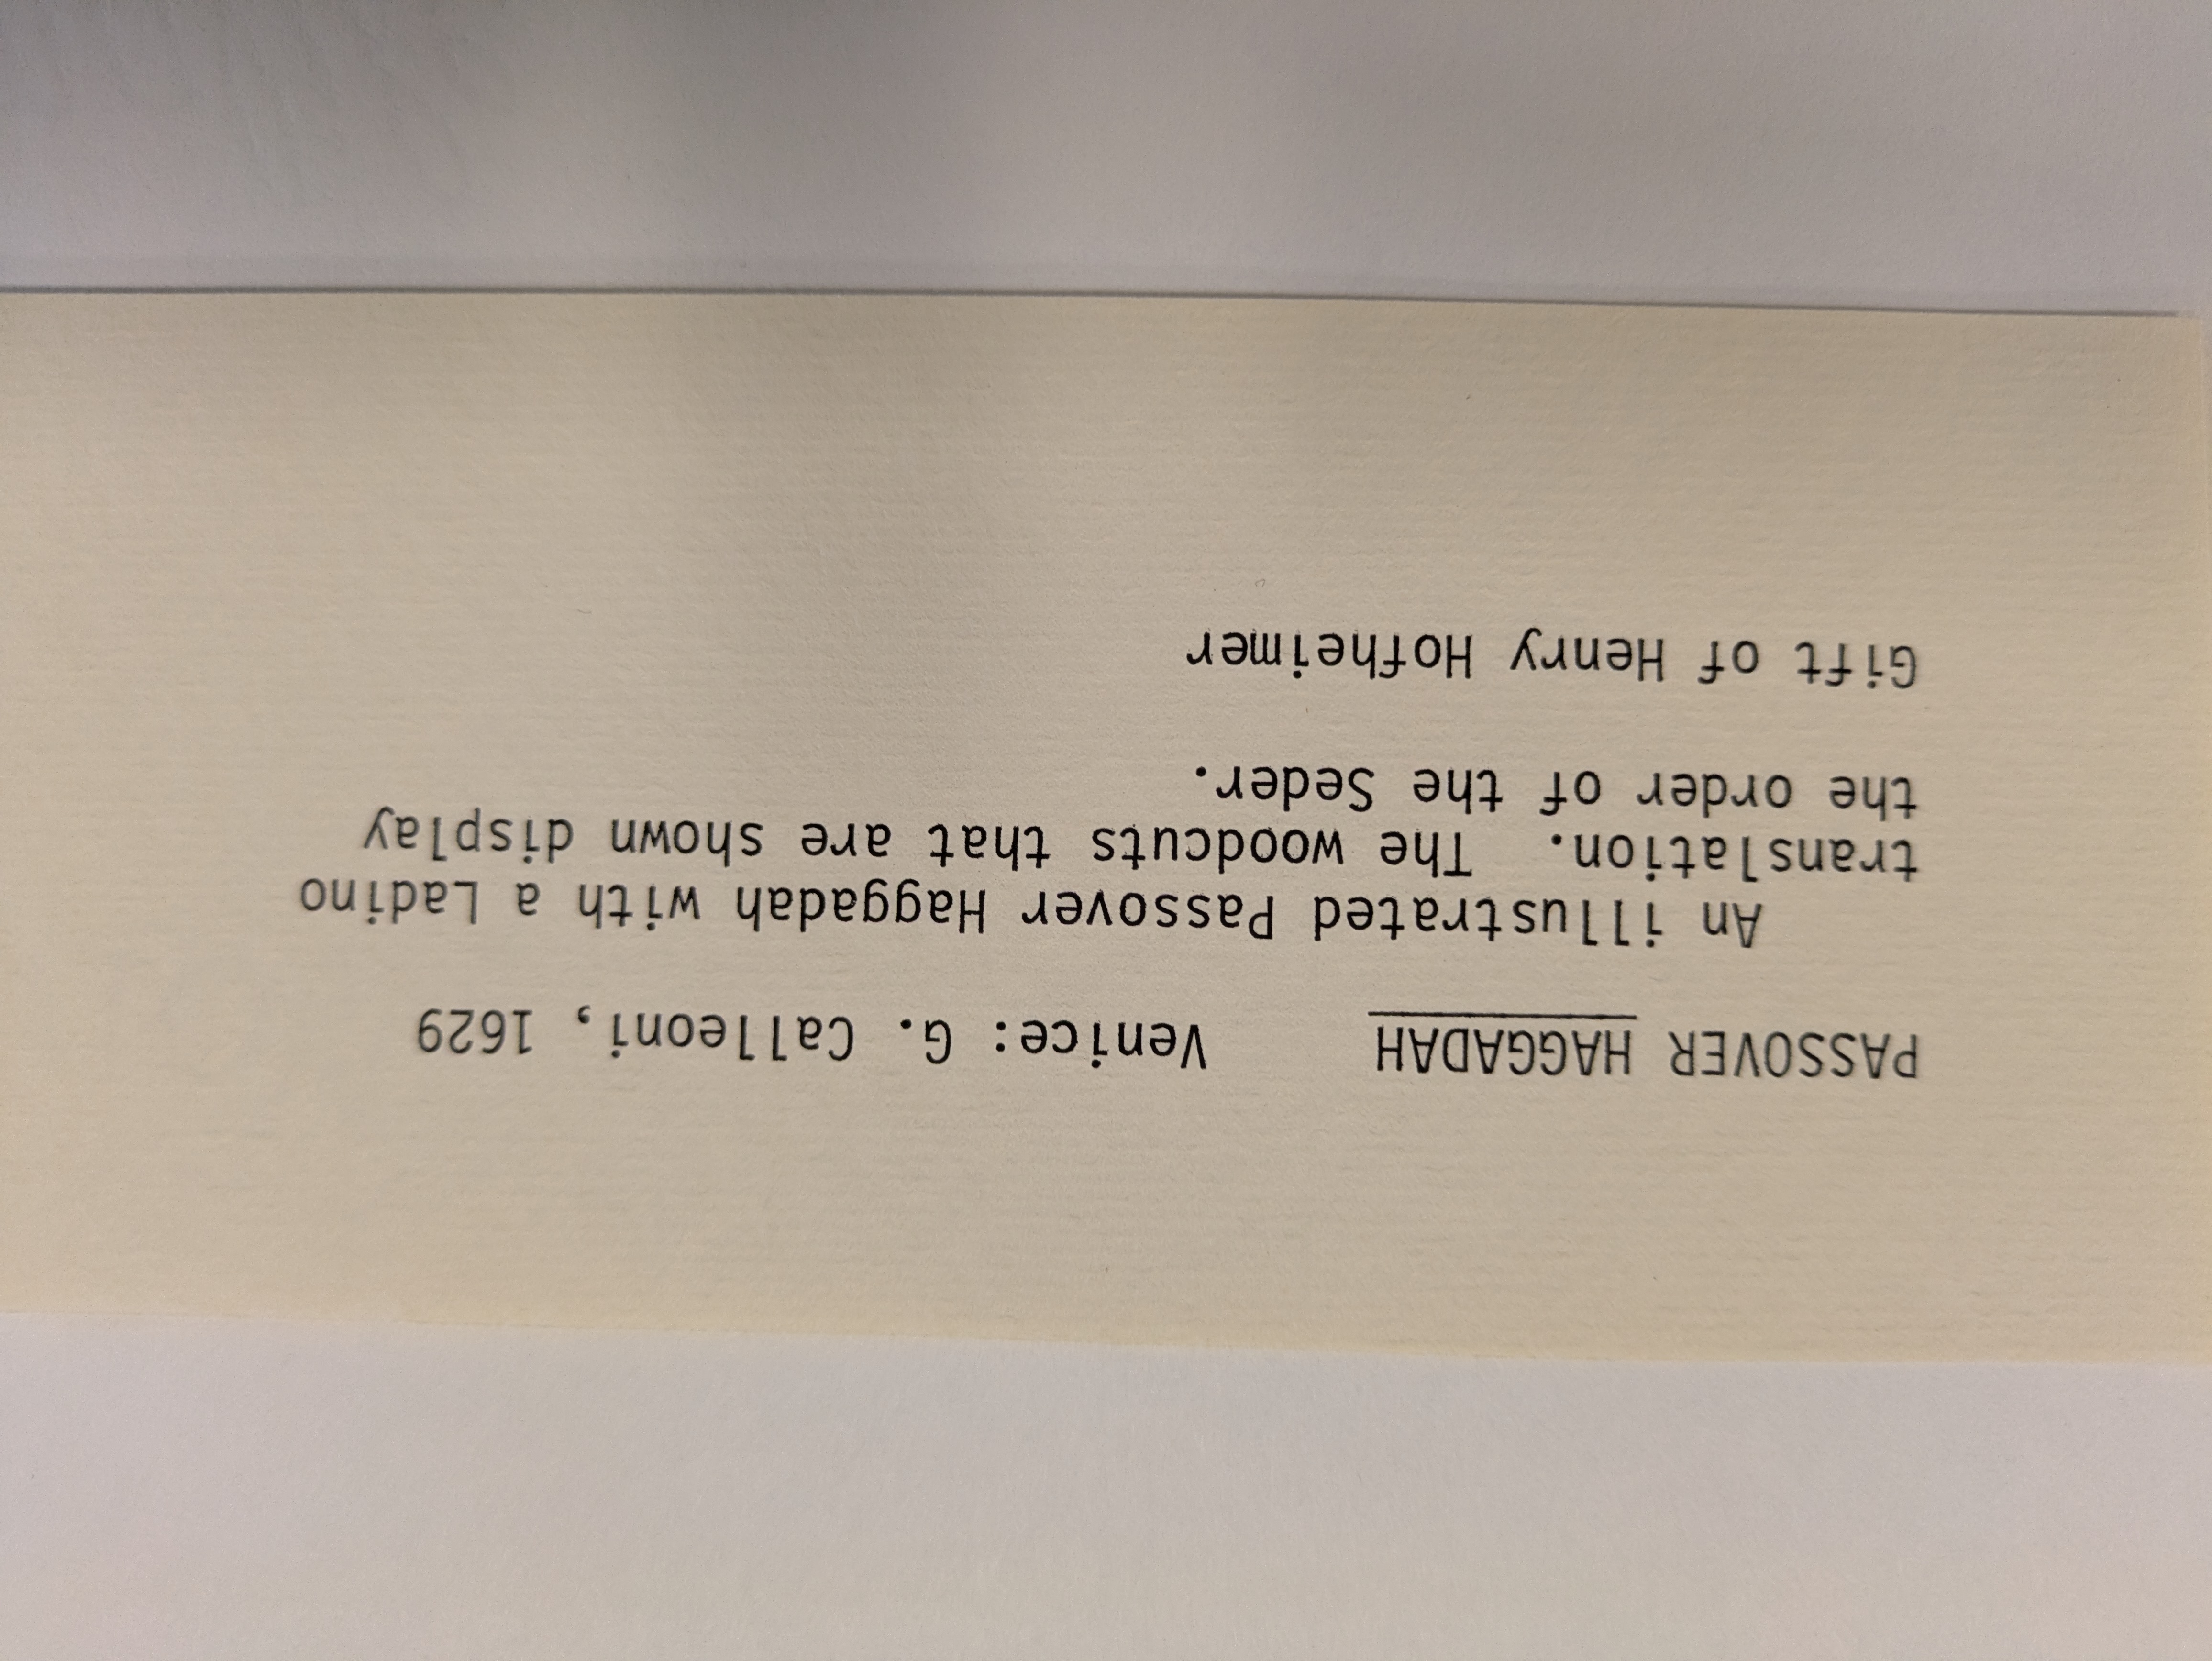 PASSOVER HAGGADAH    Venice: G. Calleoni, 1629
An illustrated Passover Haggadah with a Ladino
translation.  The woodcuts that are shown display
the order of the Seder.
Gift of Henry Hofheimer